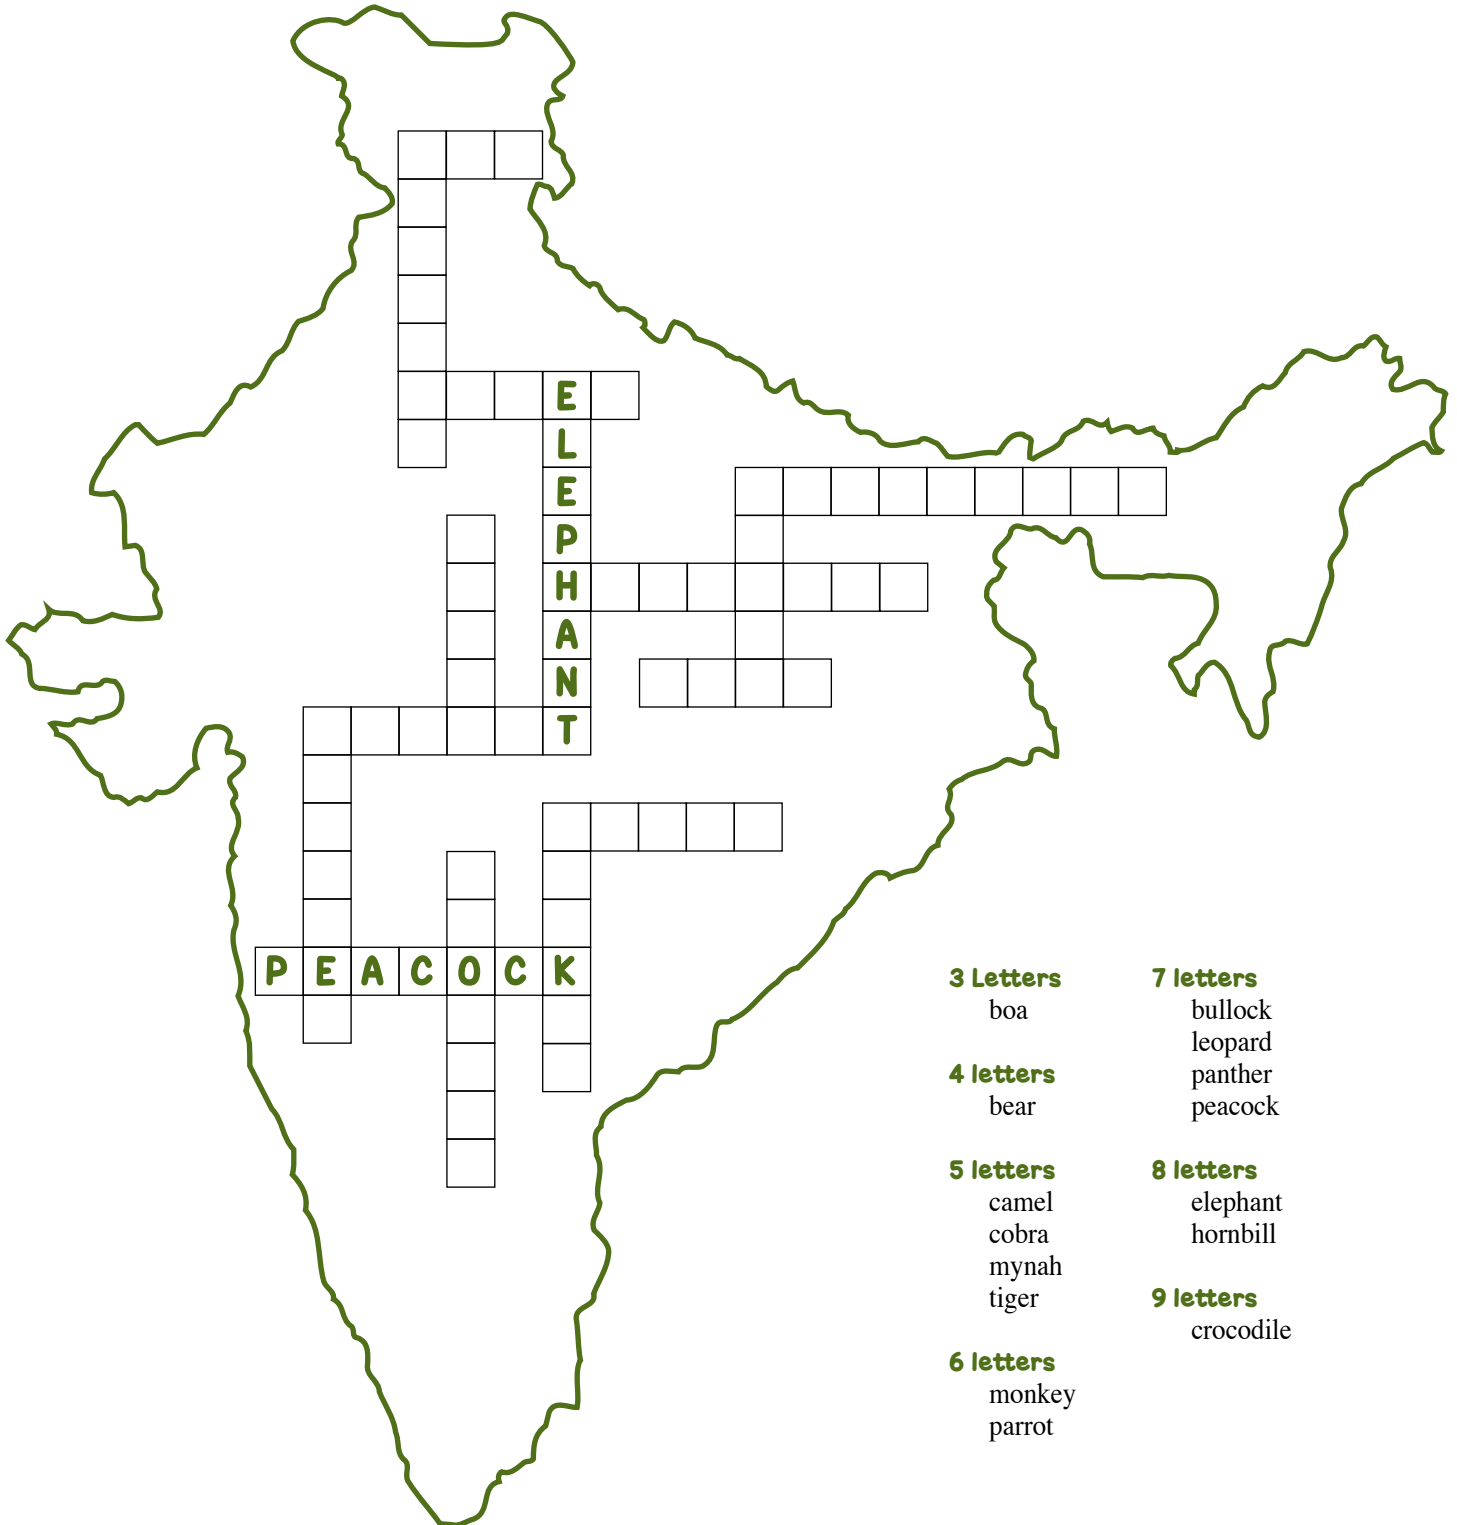 E
L
E
P
H
A
N
T
PEACOCK
3 Letters
boa
4 letters
bear
5 letters
camel
cobra
mynah
tiger
6 letters
monkey
parrot
7 letters
bullock
leopard
panther
peacock
8 letters
elephant
hornbill
9 letters
crocodile